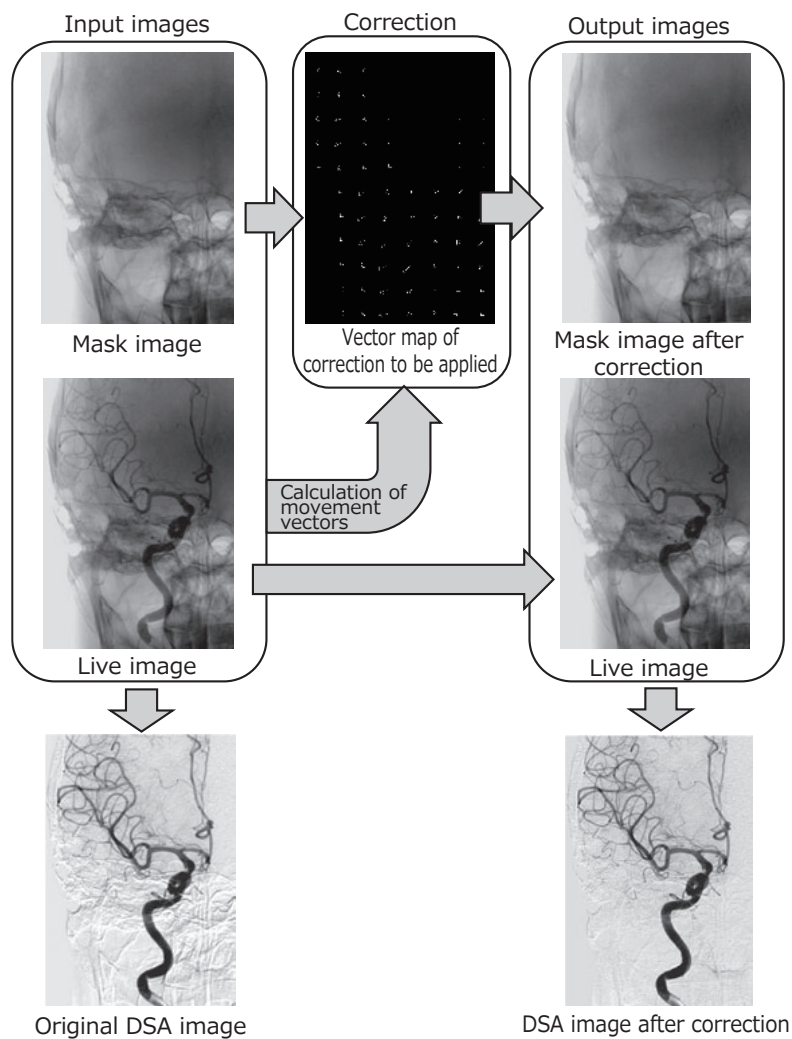 Input images
Correction
Output images
Mask image
Vector map of
correction to be applied
Mask image after
correction
Calculation of
movement
vectors
Live image
Live image
Original DSA image
DSA image after correction